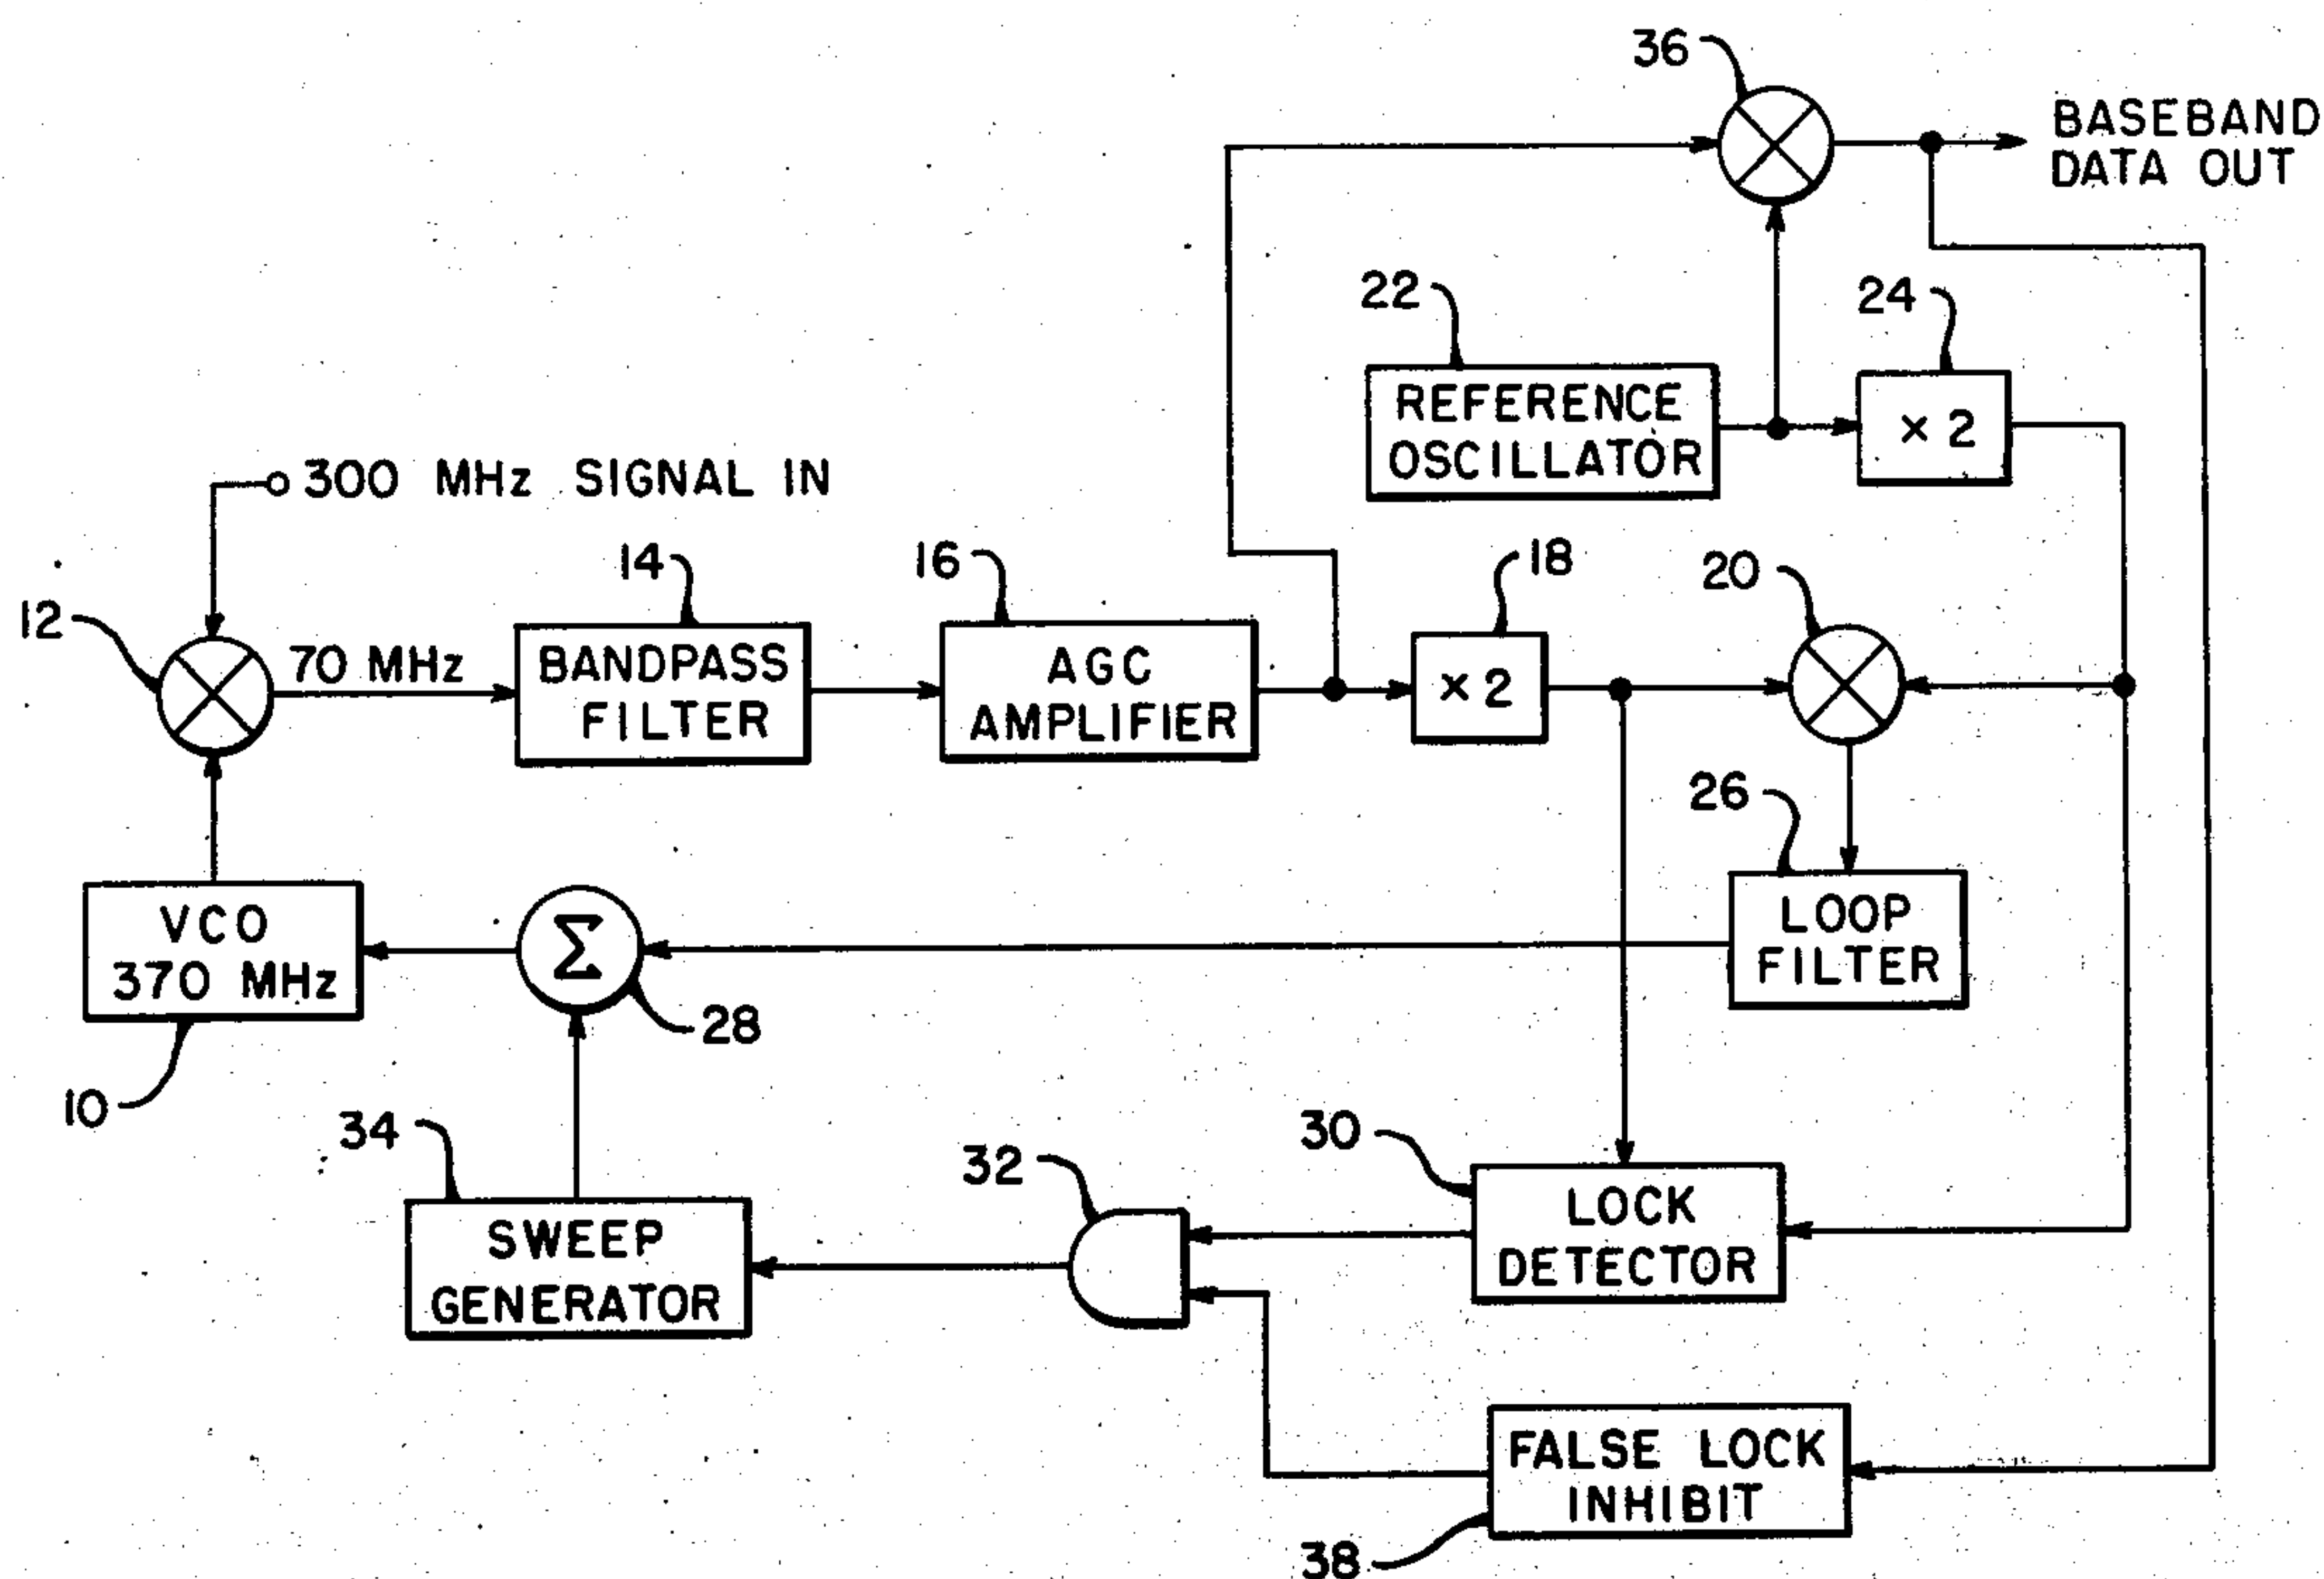 36
BASEBAND
DATA OUT
22
24
REFERENCE
OSCILLATOR
× 2
300 MHz SIGNAL IN
14
16
18
20
12
70 MHz
BANDPASS
FILTER
AGC
AMPLIFIER
× 2
26
VCO
370 MHz
Σ
LOOP
FILTER
28
10
34
32
30
SWEEP
GENERATOR
LOCK
DETECTOR
FALSE LOCK
INHIBIT
38